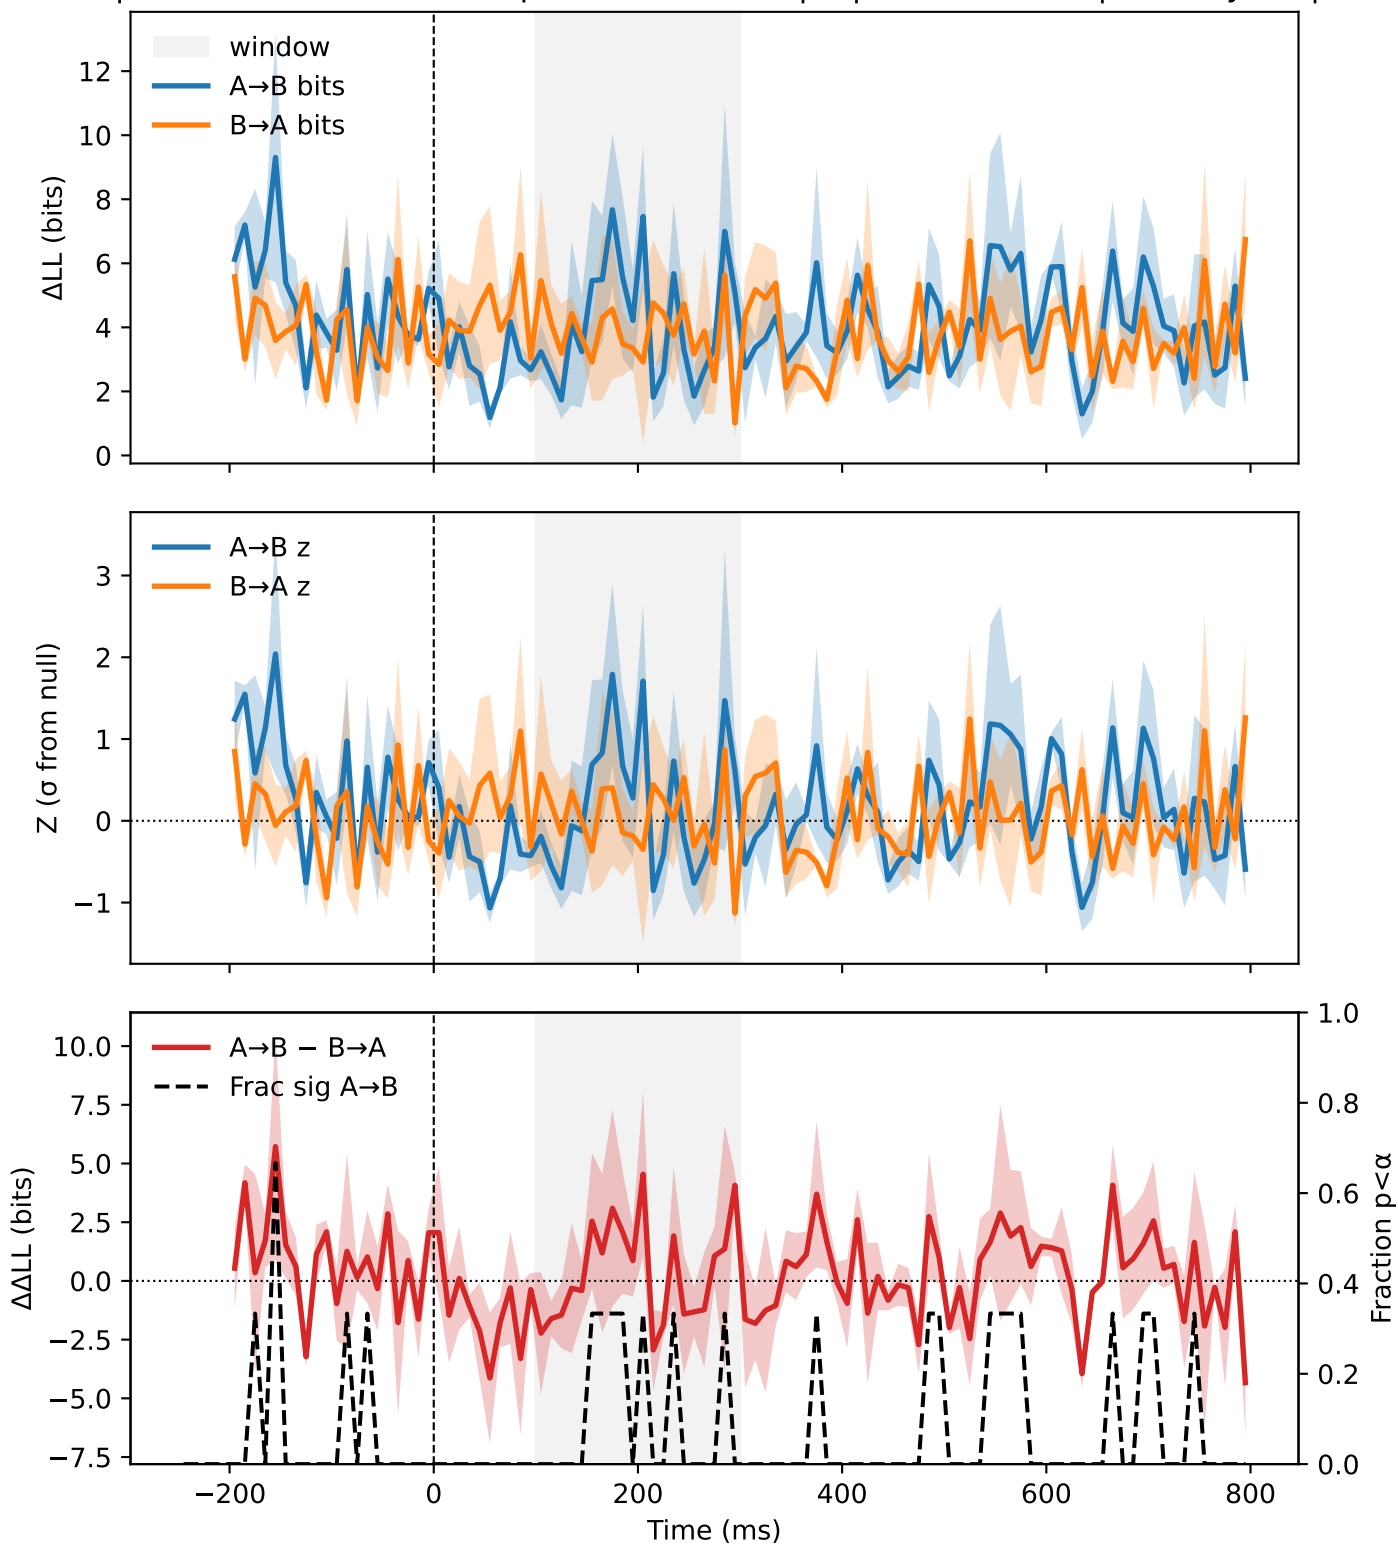 window
A→B bits
B→A bits
ΔLL (bits)
12
10
8
6
4
2
0
A→B z
B→A z
Z (σ from null)
3
2
1
0
−1
A→B − B→A
Frac sig A→B
ΔΔLL (bits)
10.0
7.5
5.0
2.5
0.0
−2.5
−5.0
−7.5
1.0
0.8
0.6
0.4
0.2
0.0
Fraction p<α
−200
0
200
400
600
800
Time (ms)